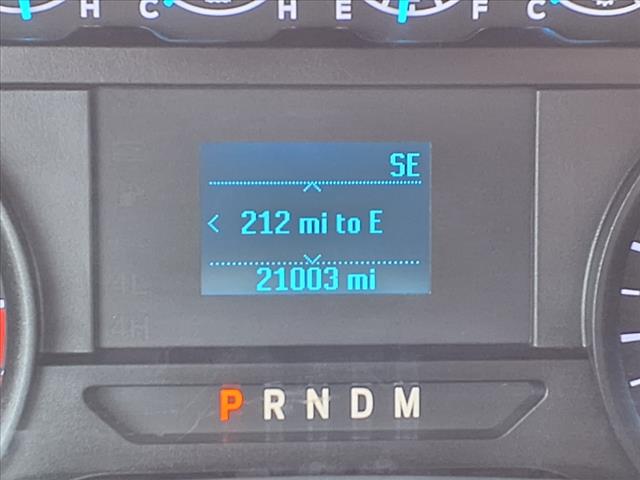 H C H E F C
SE
< 212 mi to E
21003 mi
4L
4H
P R N D M